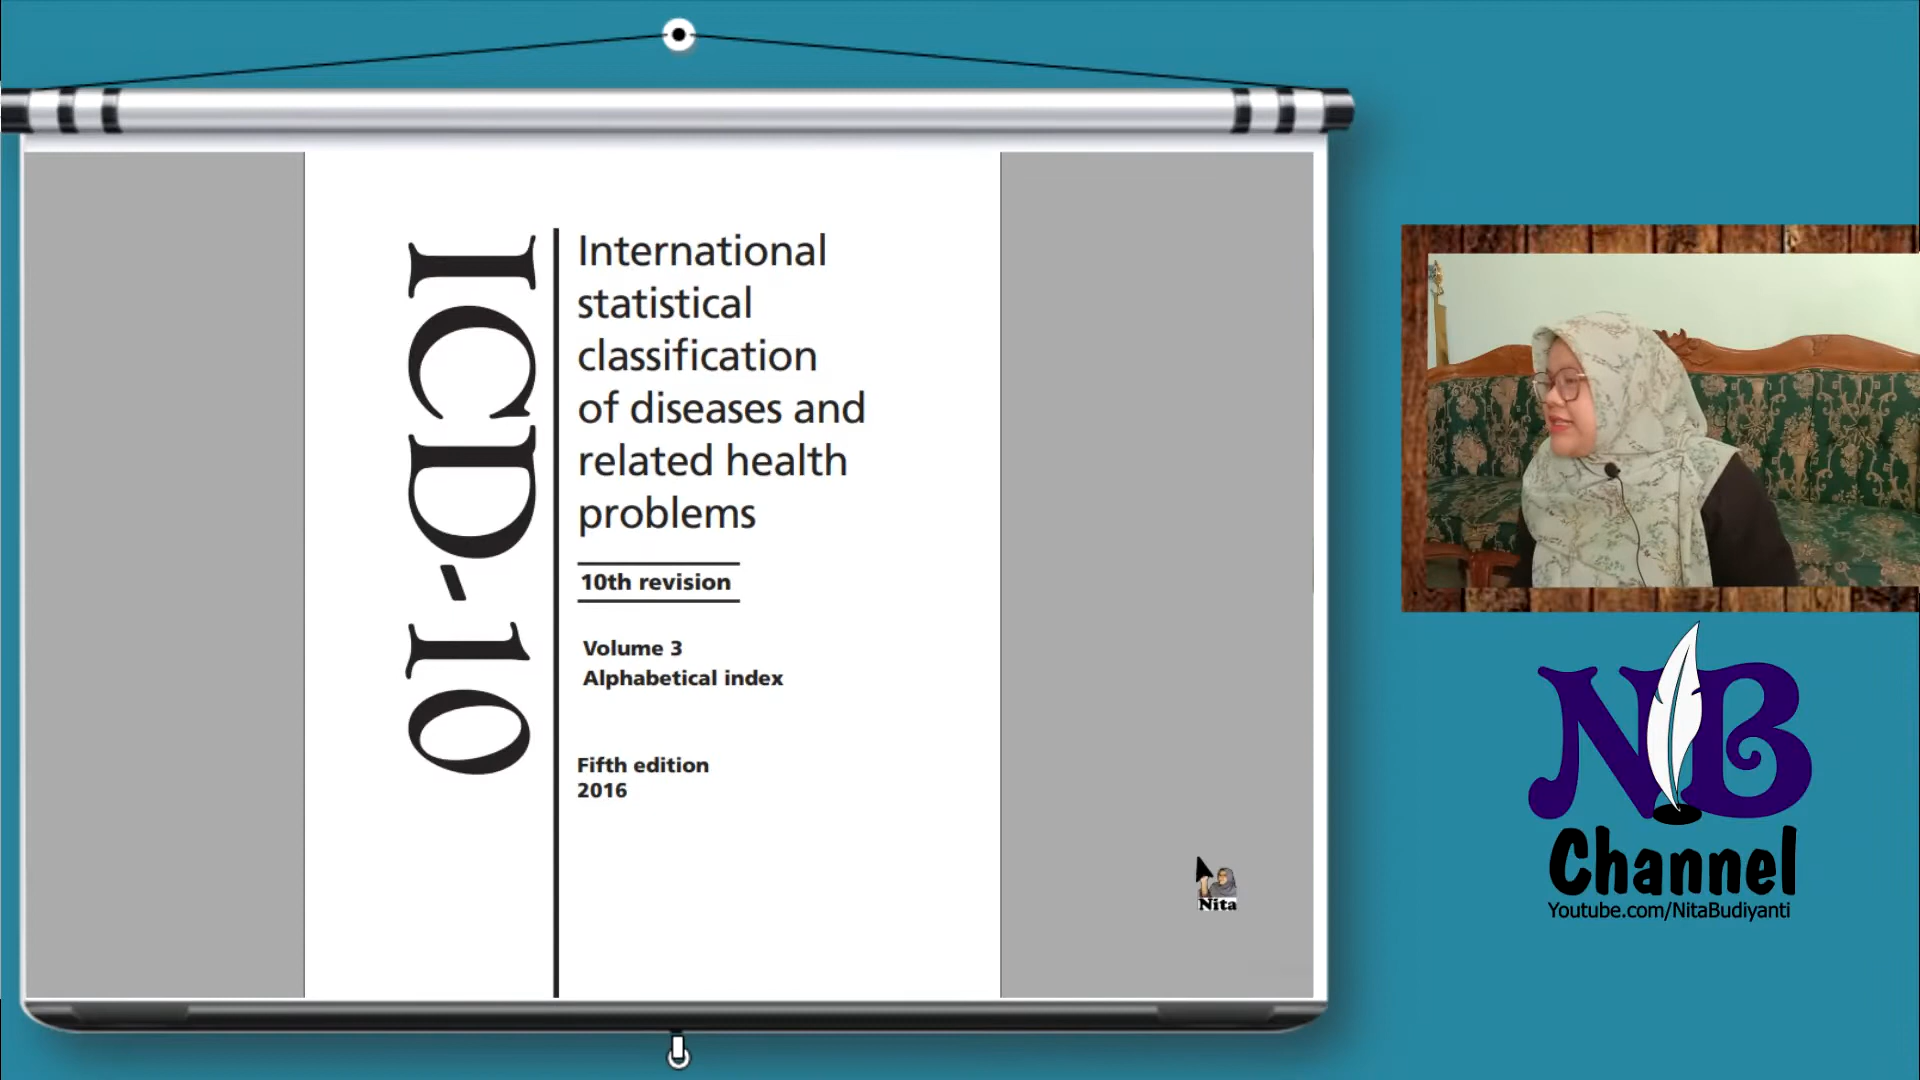 ICD-10
International
statistical
classification
of diseases and
related health
problems
10th revision
Volume 3
Alphabetical index
Fifth edition
2016
Nita
NB
Channel
Youtube.com/NitaBudiyanti